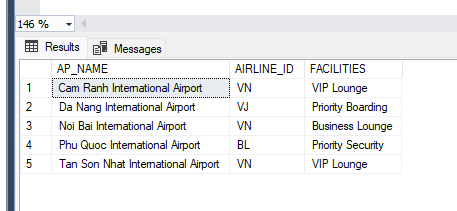 146 %
Results Messages
AP_NAME AIRLINE_ID FACILITIES
1 Cam Ranh International Airport VN VIP Lounge
2 Da Nang International Airport VJ Priority Boarding
3 Noi Bai International Airport VN Business Lounge
4 Phu Quoc International Airport BL Priority Security
5 Tan Son Nhat International Airport VN VIP Lounge